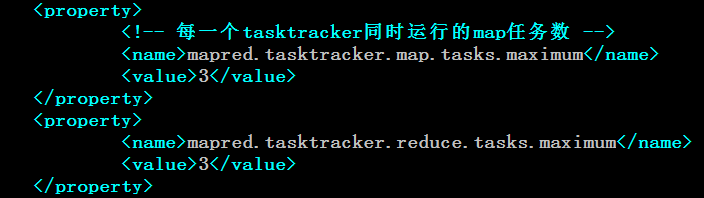 <property>
<!-- 每一个tasktracker同时运行的map任务数 -->
<name>mapred.tasktracker.map.tasks.maximum</name>
<value>3</value>
</property>
<property>
<name>mapred.tasktracker.reduce.tasks.maximum</name>
<value>3</value>
</property>